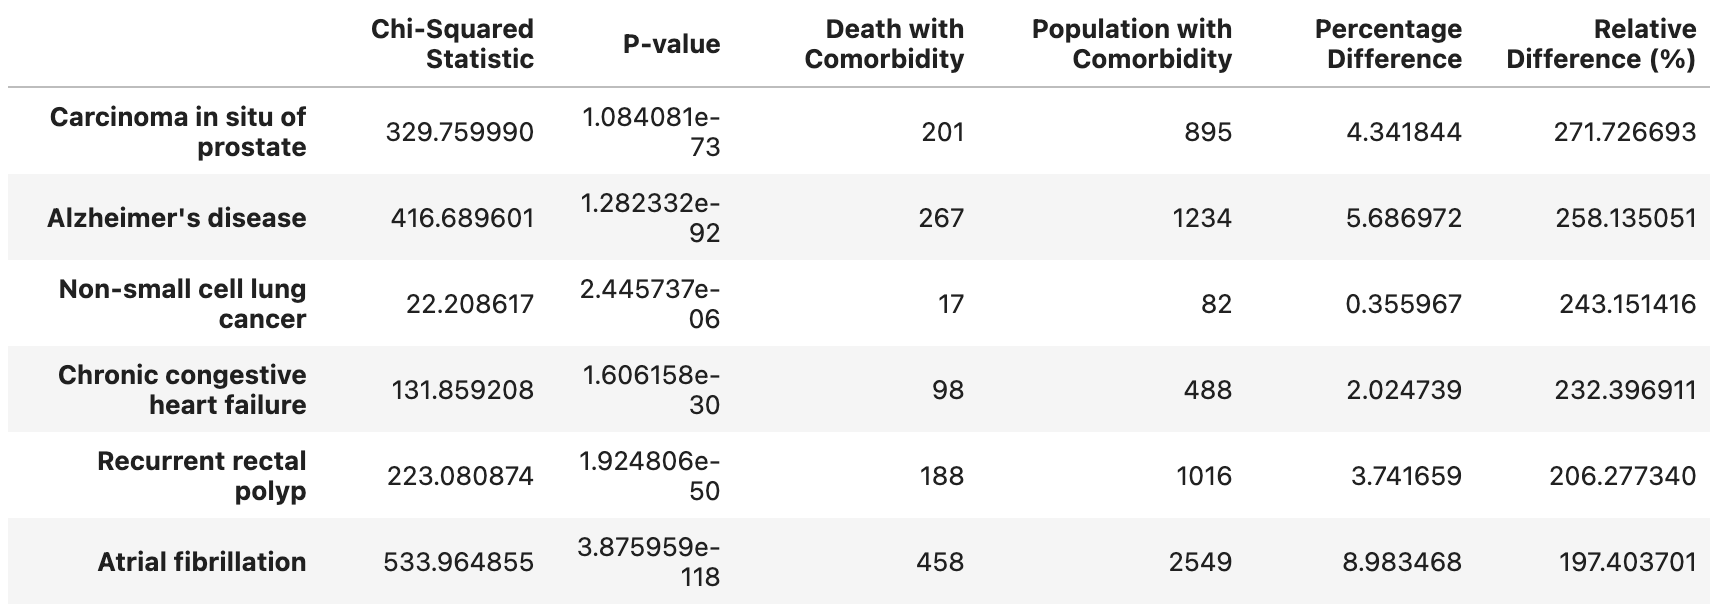 Chi-Squared Statistic P-value Death with Comorbidity Population with Comorbidity Percentage Difference Relative Difference (%)
Carcinoma in situ of prostate 329.759990 1.084081e-73 201 895 4.341844 271.726693
Alzheimer's disease 416.689601 1.282332e-92 267 1234 5.686972 258.135051
Non-small cell lung cancer 22.208617 2.445737e-06 17 82 0.355967 243.151416
Chronic congestive heart failure 131.859208 1.606158e-30 98 488 2.024739 232.396911
Recurrent rectal polyp 223.080874 1.924806e-50 188 1016 3.741659 206.277340
Atrial fibrillation 533.964855 3.875959e-118 458 2549 8.983468 197.403701